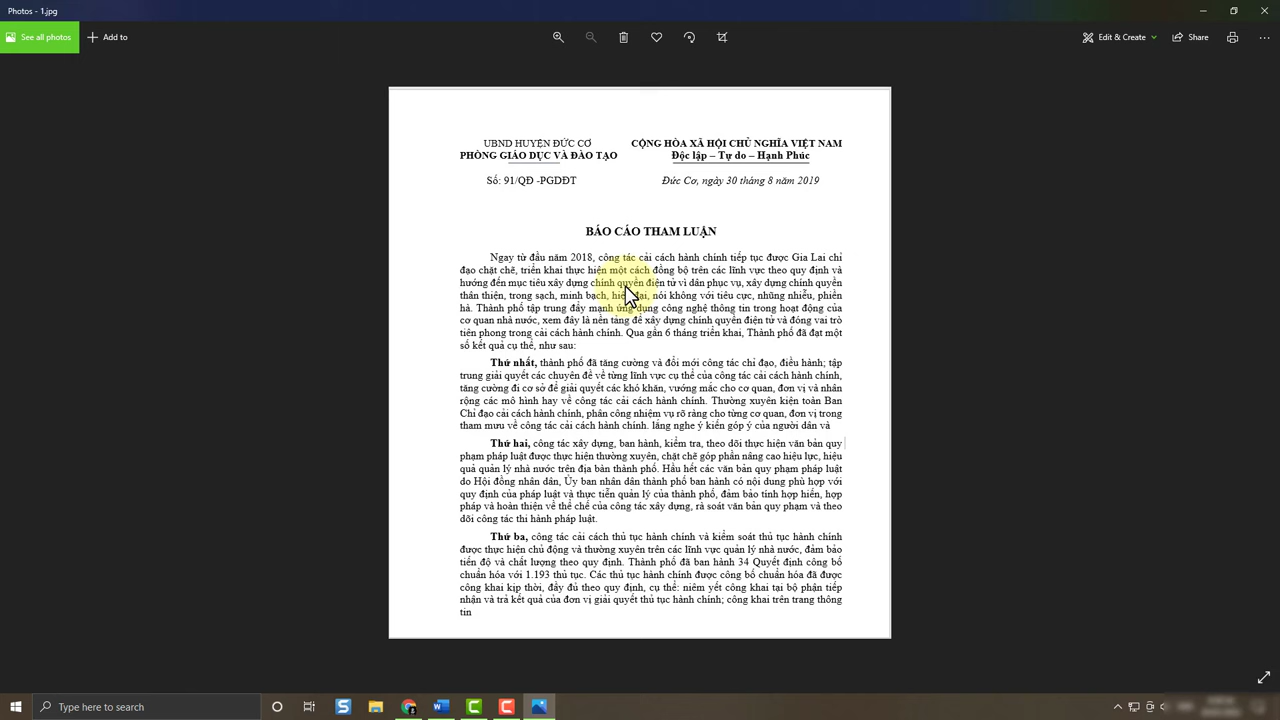 Photos - 1.jpg
See all photos
Add to
Edit & Create
Share
UBND HUYỆN ĐỨC CƠ
PHÒNG GIÁO DỤC VÀ ĐÀO TẠO
Số: 91/QĐ -PGDĐT
CỘNG HÒA XÃ HỘI CHỦ NGHĨA VIỆT NAM
Độc lập – Tự do – Hạnh Phúc
Đức Cơ, ngày 30 tháng 8 năm 2019
BÁO CÁO THAM LUẬN
Ngay từ đầu năm 2018, công tác cải cách hành chính tiếp tục được Gia Lai chỉ
đạo chặt chẽ, triển khai thực hiện một cách đồng bộ trên các lĩnh vực theo quy định và
hướng đến mục tiêu xây dựng chính quyền điện tử vì dân phục vụ, xây dựng chính quyền
thân thiện, trong sạch, minh bạch, hiện đại, nói không với tiêu cực, nhũng nhiễu, phiền
hà. Thành phố tập trung đẩy mạnh ứng dụng công nghệ thông tin trong hoạt động của
cơ quan nhà nước, xem đây là nền tảng để xây dựng chính quyền điện tử và đóng vai trò
tiên phong trong cải cách hành chính. Qua gần 6 tháng triển khai, Thành phố đã đạt một
số kết quả cụ thể, như sau:
Thứ nhất, thành phố đã tăng cường và đổi mới công tác chỉ đạo, điều hành; tập
trung giải quyết các chuyên đề về từng lĩnh vực cụ thể của công tác cải cách hành chính,
tăng cường đi cơ sở để giải quyết các khó khăn, vướng mắc cho cơ quan, đơn vị và nhân
rộng các mô hình hay về công tác cải cách hành chính. Thường xuyên kiện toàn Ban
Chỉ đạo cải cách hành chính, phân công nhiệm vụ rõ ràng cho từng cơ quan, đơn vị trong
tham mưu về công tác cải cách hành chính. lắng nghe ý kiến góp ý của người dân và
Thứ hai, công tác xây dựng, ban hành, kiểm tra, theo dõi thực hiện văn bản quy
phạm pháp luật được thực hiện thường xuyên, chặt chẽ góp phần nâng cao hiệu lực, hiệu
quả quản lý nhà nước trên địa bàn thành phố. Hầu hết các văn bản quy phạm pháp luật
do Hội đồng nhân dân, Ủy ban nhân dân thành phố ban hành có nội dung phù hợp với
quy định của pháp luật và thực tiễn quản lý của thành phố, đảm bảo tính hợp hiến, hợp
pháp và hoàn thiện về thể chế của công tác xây dựng, rà soát văn bản quy phạm và theo
dõi công tác thi hành pháp luật.
Thứ ba, công tác cải cách thủ tục hành chính và kiểm soát thủ tục hành chính
được thực hiện chủ động và thường xuyên trên các lĩnh vực quản lý nhà nước, đảm bảo
tiến độ và chất lượng theo quy định. Thành phố đã ban hành 34 Quyết định công bố
chuẩn hóa với 1.193 thủ tục. Các thủ tục hành chính được công bố chuẩn hóa đã được
công khai kịp thời, đầy đủ theo quy định, cụ thể: niêm yết công khai tại bộ phận tiếp
nhận và trả kết quả của đơn vị giải quyết thủ tục hành chính; công khai trên trang thông
tin
Type here to search